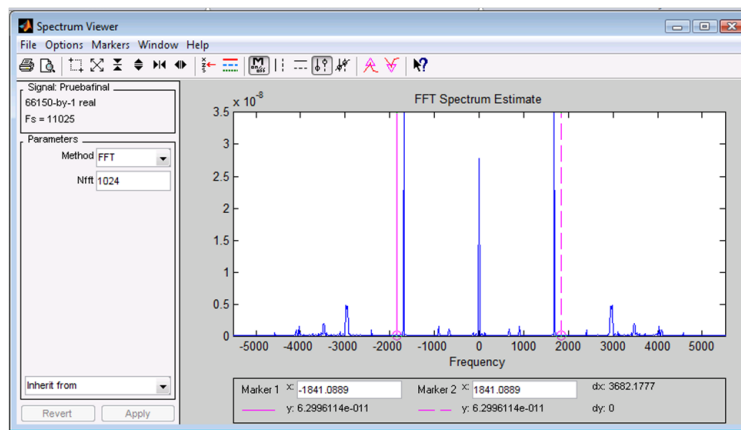 Spectrum Viewer
File Options Markers Window Help
Signal: Pruebafinal
66150-by-1 real
Fs = 11025
Parameters
Method FFT
Nfft 1024
Inherit from
Revert Apply
FFT Spectrum Estimate
x 10^-8
3.5
3
2.5
2
1.5
1
0.5
0
-5000 -4000 -3000 -2000 -1000 0 1000 2000 3000 4000 5000
Frequency
Marker 1 x: -1841.0889 Marker 2 x: 1841.0889 dx: 3682.1777
y: 6.2996114e-011 y: 6.2996114e-011 dy: 0